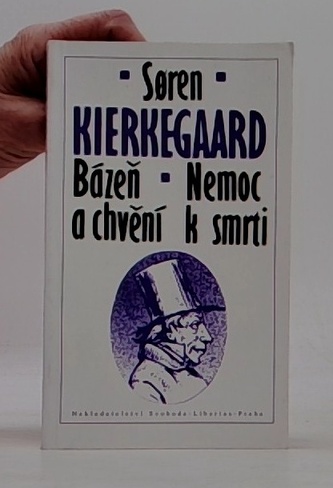 Søren
KIERKEGAARD
Bázeň ▪ Nemoc
a chvění k smrti
Nakladatelství Svoboda-Libertas-Praha